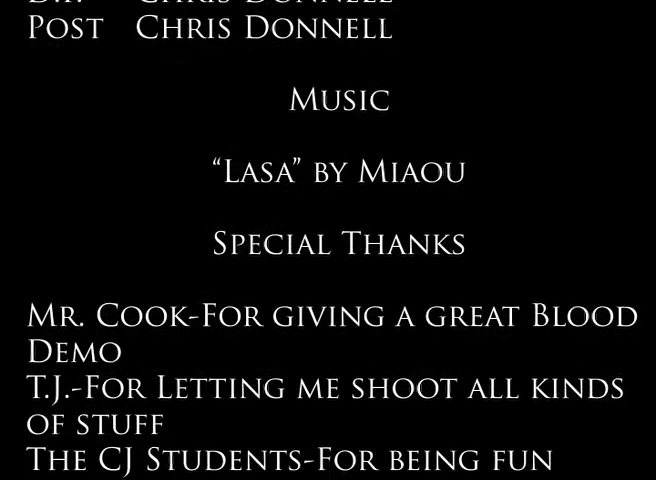 Post Chris Donnell
Music
“Lasa” by Miaou
Special Thanks
Mr. Cook-For giving a great Blood
Demo
T.J.-For Letting me shoot all kinds
of stuff
The CJ Students-For being fun